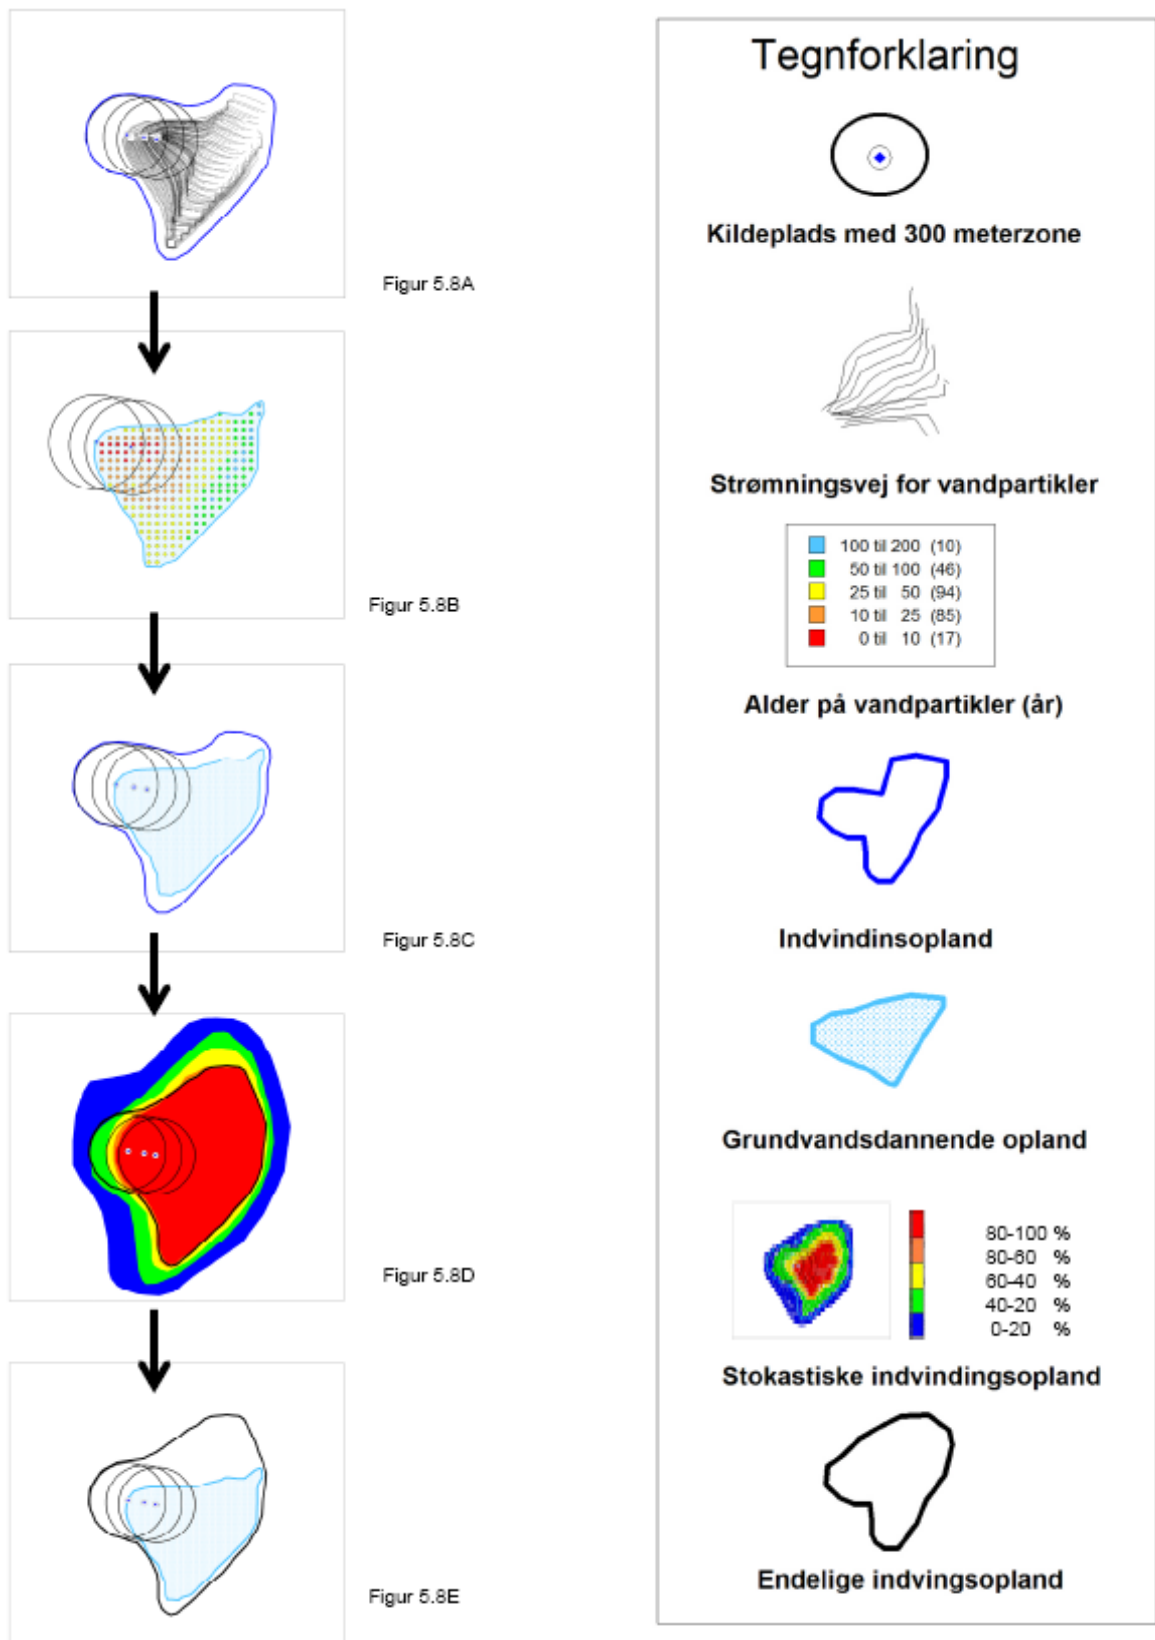 Figur 5.8A
Figur 5.8B
Figur 5.8C
Figur 5.8D
Figur 5.8E
Tegnforklaring
Kildeplads med 300 meterzone
Strømningsvej for vandpartikler
100 til 200 (10)
50 til 100 (46)
25 til 50 (94)
10 til 25 (85)
0 til 10 (17)
Alder på vandpartikler (år)
Indvindinsopland
Grundvandsdannende opland
80-100 %
80-60 %
60-40 %
40-20 %
0-20 %
Stokastiske indvindingsopland
Endelige indvingsopland